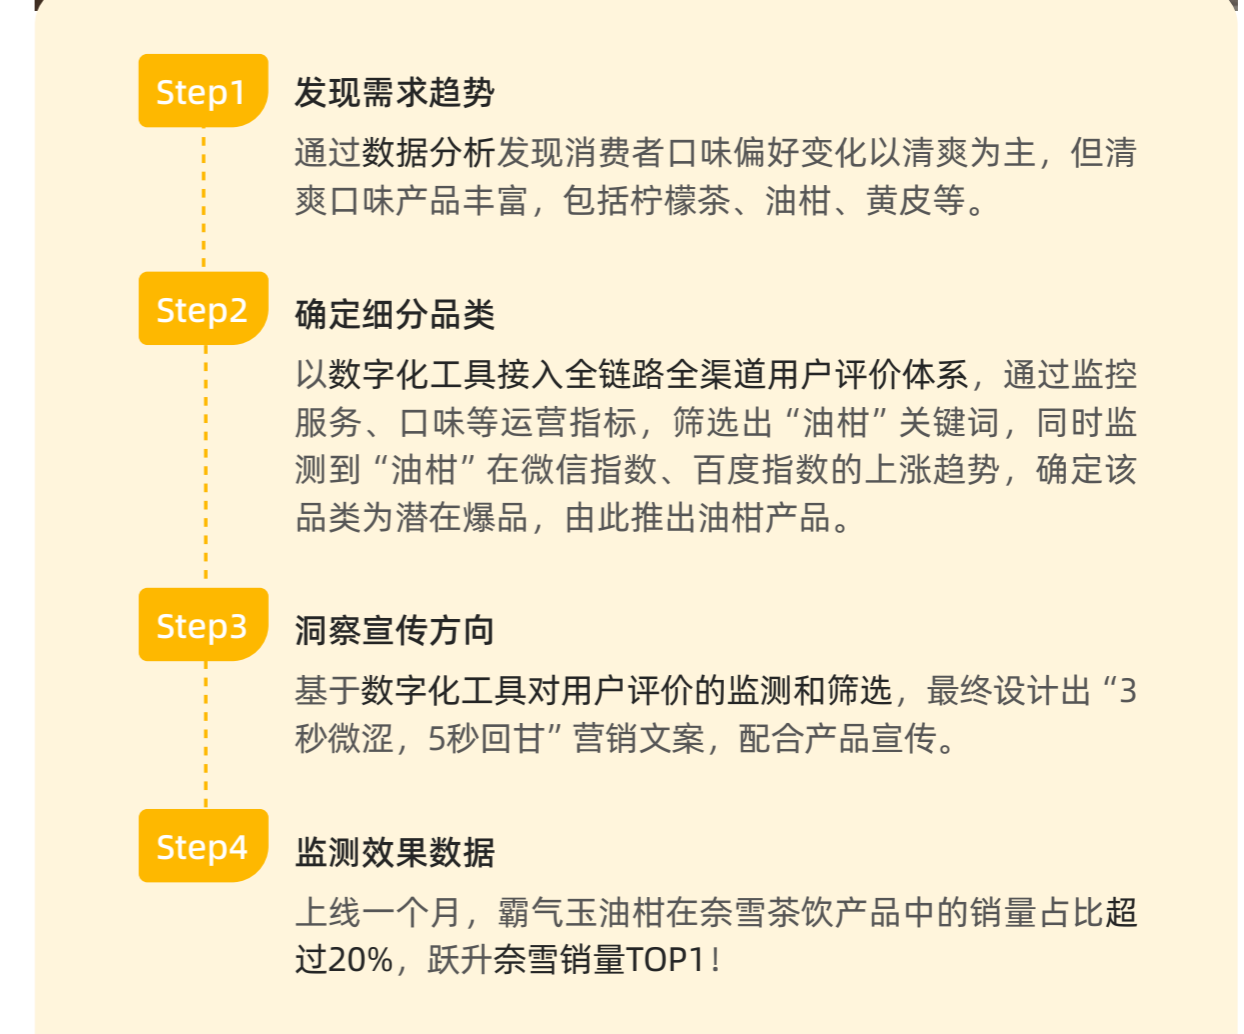 Step1
发现需求趋势
通过数据分析发现消费者口味偏好变化以清爽为主，但清
爽口味产品丰富，包括柠檬茶、油柑、黄皮等。
Step2
确定细分品类
以数字化工具接入全链路全渠道用户评价体系，通过监控
服务、口味等运营指标，筛选出“油柑”关键词，同时监
测到“油柑”在微信指数、百度指数的上涨趋势，确定该
品类为潜在爆品，由此推出油柑产品。
Step3
洞察宣传方向
基于数字化工具对用户评价的监测和筛选，最终设计出“3
秒微涩，5秒回甘”营销文案，配合产品宣传。
Step4
监测效果数据
上线一个月，霸气玉油柑在奈雪茶饮产品中的销量占比超
过20%，跃升奈雪销量TOP1！